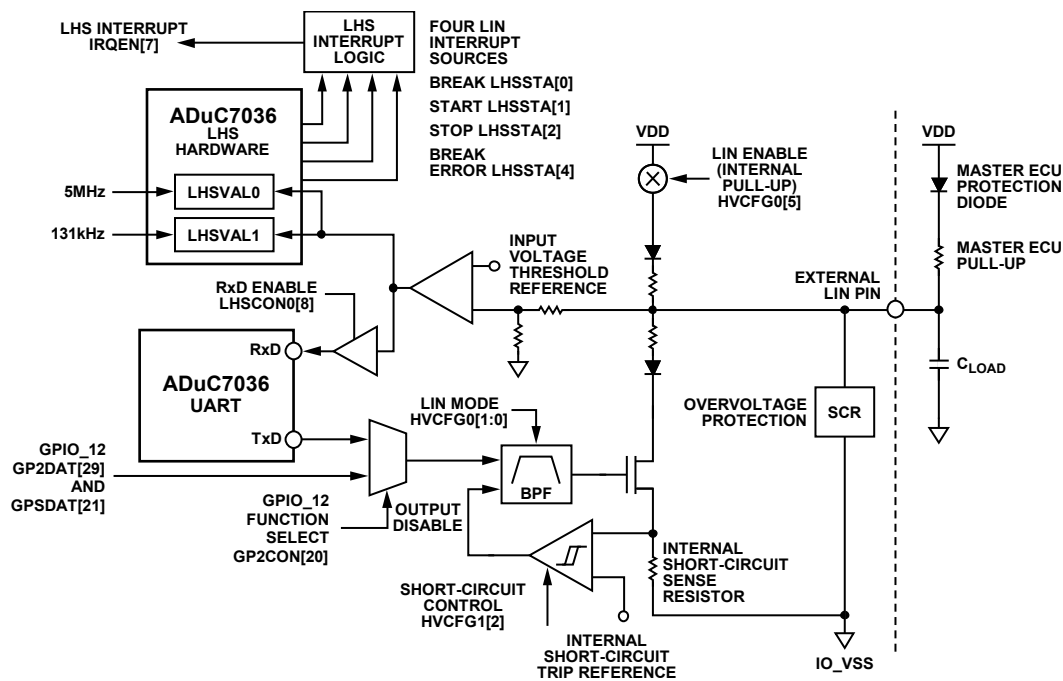 LHS INTERRUPT
IRQEN[7]
LHS
INTERRUPT
LOGIC
FOUR LIN
INTERRUPT
SOURCES
BREAK LHSSTA[0]
START LHSSTA[1]
STOP LHSSTA[2]
BREAK
ERROR LHSSTA[4]
ADuC7036
LHS
HARDWARE
5MHz
LHSVAL0
131kHz
LHSVAL1
VDD
LIN ENABLE
(INTERNAL
PULL-UP)
HVCFG0[5]
VDD
MASTER ECU
PROTECTION
DIODE
MASTER ECU
PULL-UP
INPUT
VOLTAGE
THRESHOLD
REFERENCE
EXTERNAL
LIN PIN
RxD ENABLE
LHSCON0[8]
RxD
ADuC7036
UART
TxD
CLOAD
OVERVOLTAGE
PROTECTION
SCR
LIN MODE
HVCFG0[1:0]
BPF
GPIO_12
GP2DAT[29]
AND
GPSDAT[21]
GPIO_12
FUNCTION
SELECT
GP2CON[20]
OUTPUT
DISABLE
INTERNAL
SHORT-CIRCUIT
SENSE
RESISTOR
SHORT-CIRCUIT
CONTROL
HVCFG1[2]
INTERNAL
SHORT-CIRCUIT
TRIP REFERENCE
IO_VSS